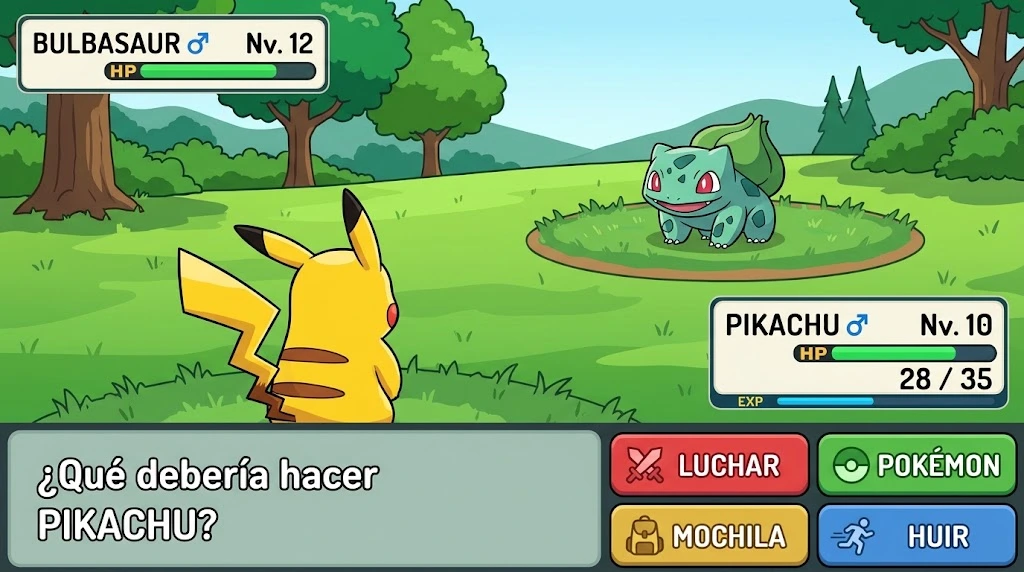 BULBASAUR ♂ Nv. 12
HP
PIKACHU ♂ Nv. 10
HP
28 / 35
EXP
¿Qué debería hacer
PIKACHU?
LUCHAR
POKÉMON
MOCHILA
HUIR